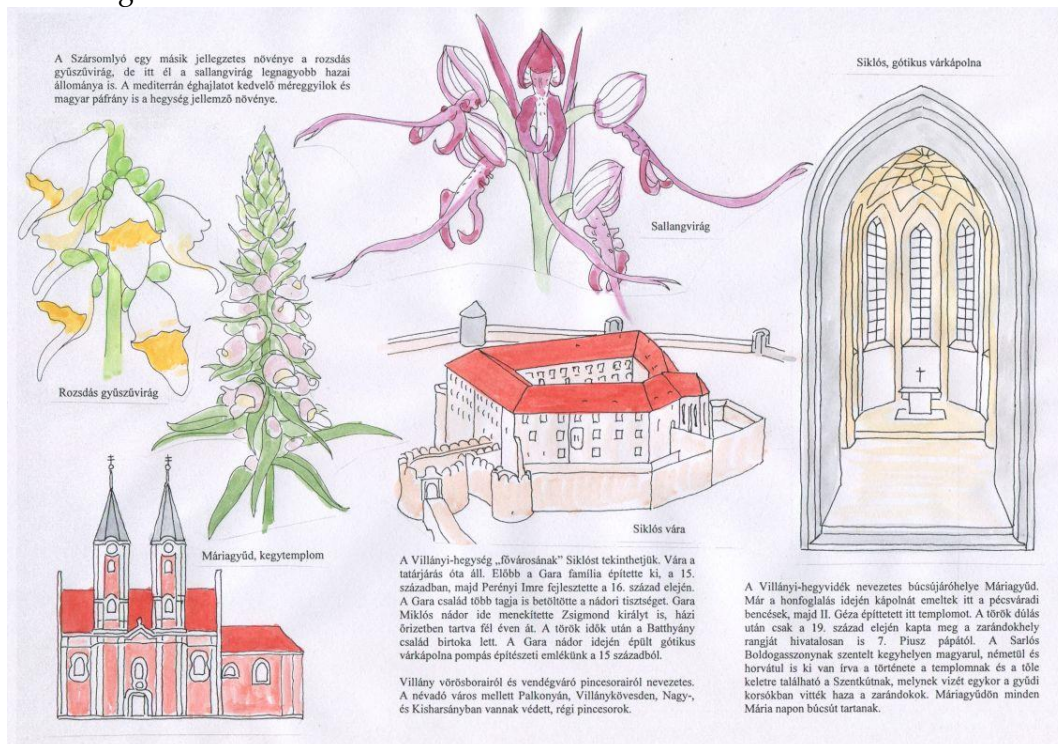 A Szársomlyó egy másik jellegzetes növénye a rozsdás
gyűszűvirág, de itt él a sallangvirág legnagyobb hazai
állománya is. A mediterrán éghajlatot kedvelő méreggyilok és
magyar páfrány is a hegység jellemző növénye.
Siklós, gótikus várkápolna
Sallangvirág
Rozsdás gyűszűvirág
Siklós vára
Máriagyűd, kegytemplom
A Villányi-hegység „fővárosának” Siklóst tekinthetjük. Vára a
tatárjárás óta áll. Előbb a Gara família építette ki, a 15.
században, majd Perényi Imre fejlesztette a 16. század elején.
A Gara család több tagja is betöltötte a nádori tisztséget. Gara
Miklós nádor ide menekítette Zsigmond királyt is, házi
őrizetben tartva fél éven át. A török idők után a Batthyány
család birtoka lett. A Gara nádor idején épült gótikus
várkápolna pompás építészeti emlékünk a 15 századból.
Villány vörösborairól és vendégváró pincesorairól nevezetes.
A névadó város mellett Palkonyán, Villánykövesden, Nagy-,
és Kisharsányban vannak védett, régi pincesorok.
A Villányi-hegyvidék nevezetes búcsújáróhelye Máriagyűd.
Már a honfoglalás idején kápolnát emeltek itt a pécsváradi
bencések, majd II. Géza építtetett itt templomot. A török dúlás
után csak a 19. század elején kapta meg a zarándokhely
rangját hivatalosan is 7. Piusz pápától. A Sarlós
Boldogasszonynak szentelt kegyhelyen magyarul, németül és
horvátul is ki van írva a története a templomnak és a tőle
keletre található a Szentkútnak, melynek vizét egykor a gyűdi
korsókban vitték haza a zarándokok. Máriagyűdön minden
Mária napon búcsút tartanak.